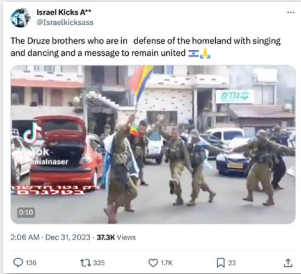 Israel Kicks A**
@Israelkicksass
The Druze brothers who are in defense of the homeland with singing and dancing and a message to remain united 🇮🇱🙏
0:10
2:06 AM · Dec 31, 2023 · 37.3K Views
136
325
1.7K
23